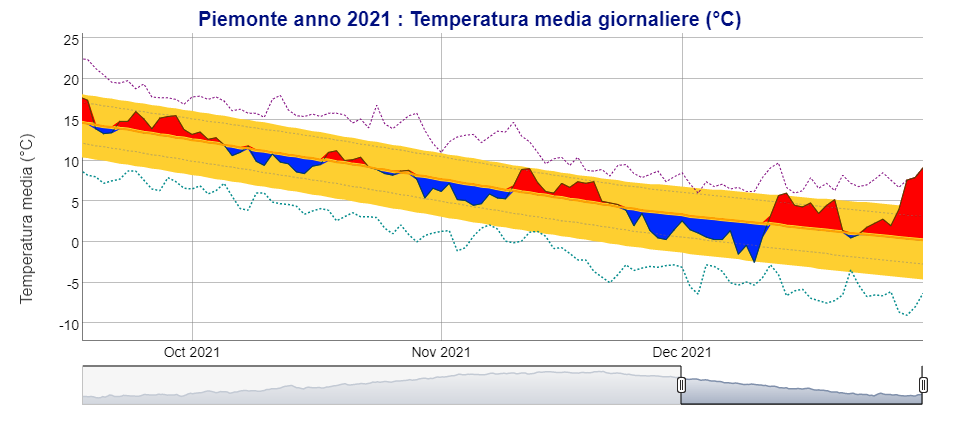 Piemonte anno 2021 : Temperatura media giornaliere (°C)
Temperatura media (°C)
25
20
15
10
5
0
-5
-10
Oct 2021
Nov 2021
Dec 2021